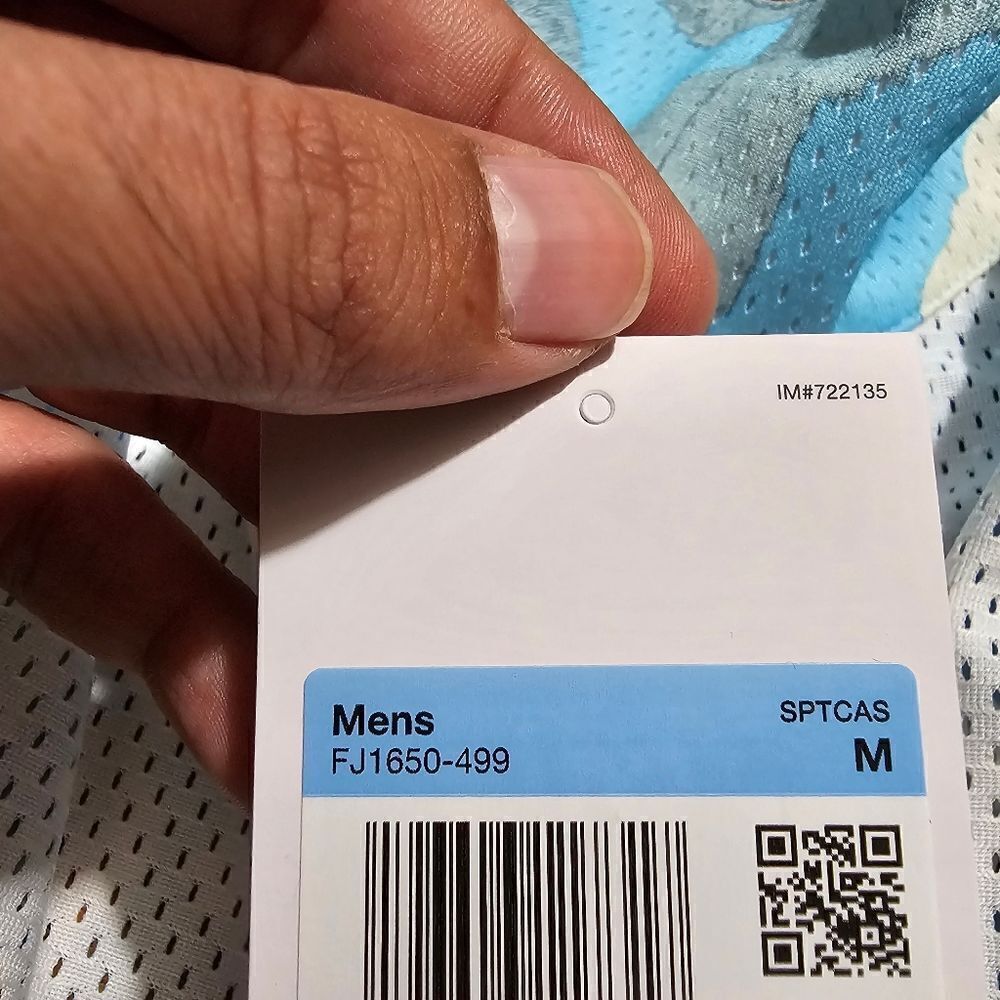 IM#722135
Mens
SPTCAS
FJ1650-499
M